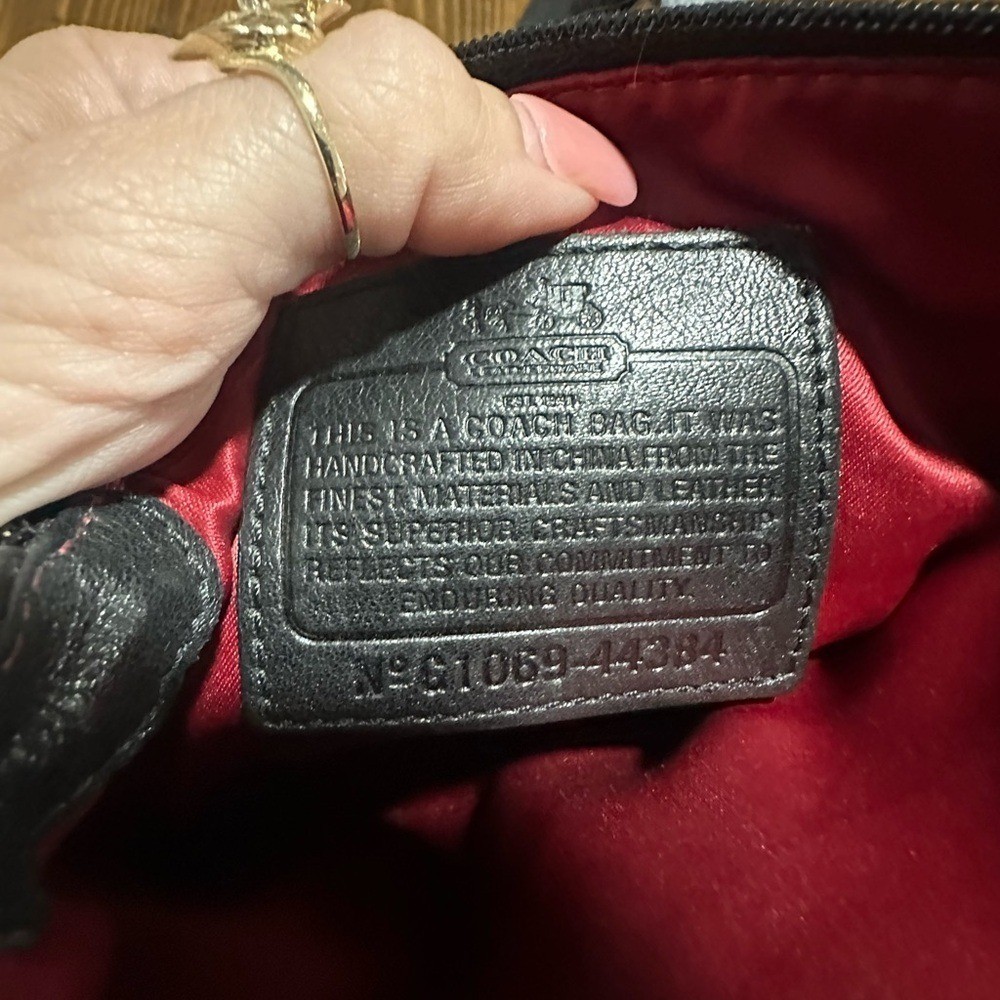 COACH
EST. 1941
THIS IS A COACH BAG. IT WAS
HANDCRAFTED IN CHINA FROM THE
FINEST MATERIALS AND LEATHER.
ITS SUPERIOR CRAFTSMANSHIP
REFLECTS OUR COMMITMENT TO
ENDURING QUALITY.
Nº G1069-44384